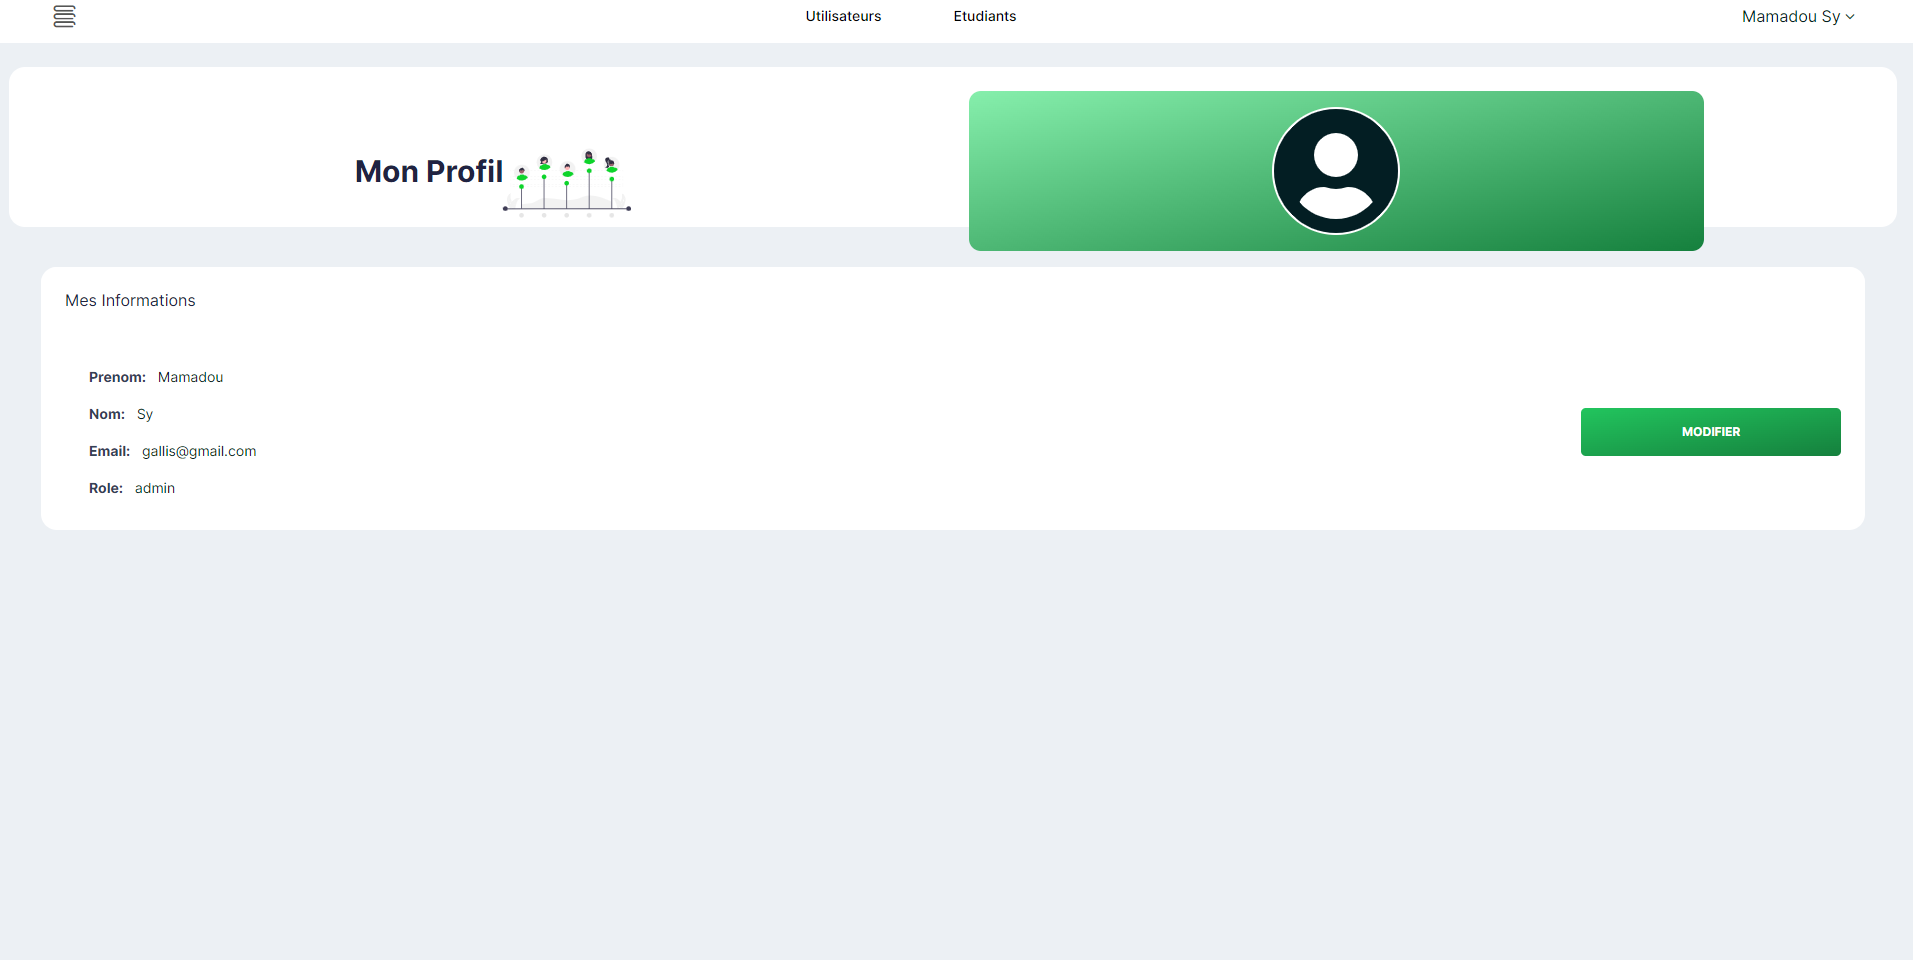 Utilisateurs
Etudiants
Mamadou Sy
Mon Profil
Mes Informations
Prenom: Mamadou
Nom: Sy
Email: gallis@gmail.com
Role: admin
MODIFIER